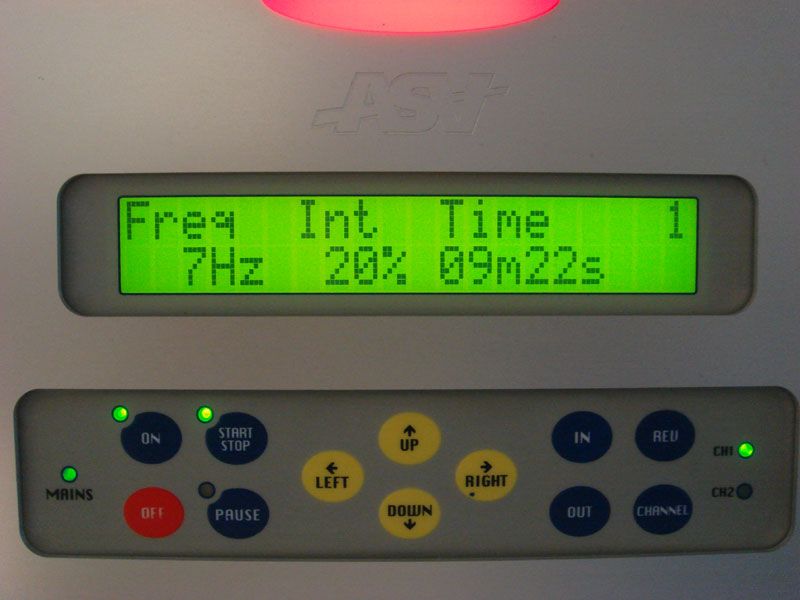 Freq Int Time 1
7Hz 20% 09m22s
ON
START
STOP
UP
IN
REV
CH1
MAINS
LEFT
RIGHT
OFF
PAUSE
DOWN
OUT
CHANNEL
CH2